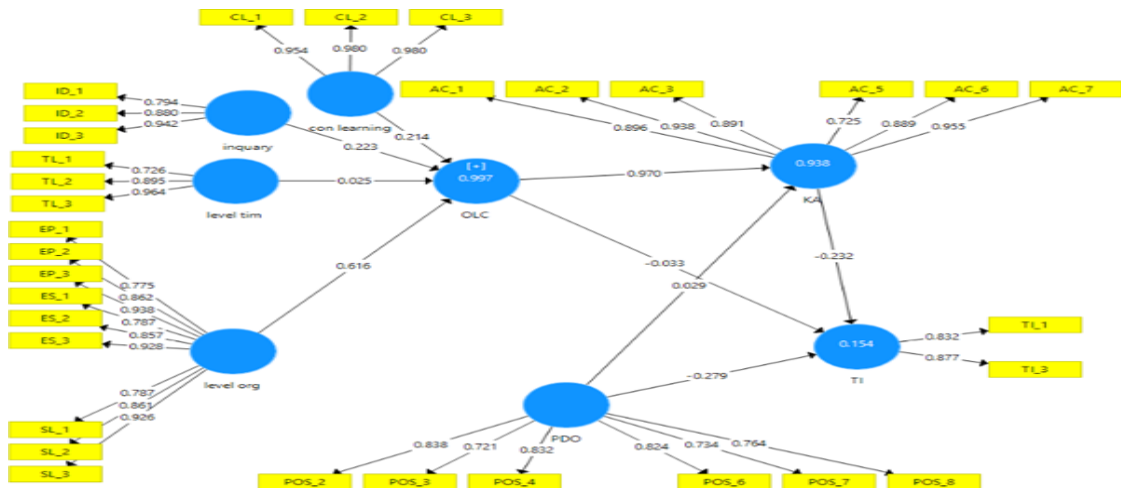 CL_1 CL_2 CL_3
0.954 0.980 0.980
con learning
0.214
ID_1
ID_2
ID_3
0.794
0.880
0.942
inquary
0.223
TL_1
TL_2
TL_3
0.726
0.895
0.964
level tim
0.025
EP_1
EP_2
EP_3
ES_1
ES_2
ES_3
0.775
0.862
0.938
0.787
0.857
0.928
level org
0.616
0.787
0.861
0.926
SL_1
SL_2
SL_3
[+]
0.997
OLC
0.970
-0.033
AC_1 AC_2 AC_3 AC_5 AC_6 AC_7
0.896 0.938 0.891 0.725 0.889 0.955
0.938
KA
-0.232
0.029
0.154
TI
0.832
0.877
TI_1
TI_3
-0.279
PDO
0.838 0.721 0.832 0.824 0.734 0.764
POS_2 POS_3 POS_4 POS_6 POS_7 POS_8